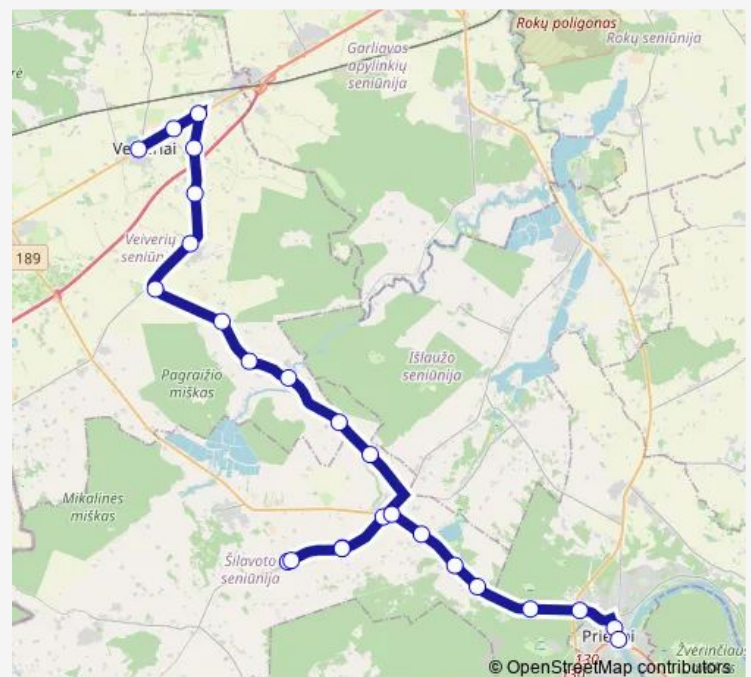 Rokų poligonas
Rokų seniūnija
Garliavos
apylinkių
seniūnija
189
Veiverių
Išlaužo
seniūnija
Pagraižio
miškas
Mikalinės
miškas
Šilavoto
seniūnija
130
© OpenStreetMap contributors